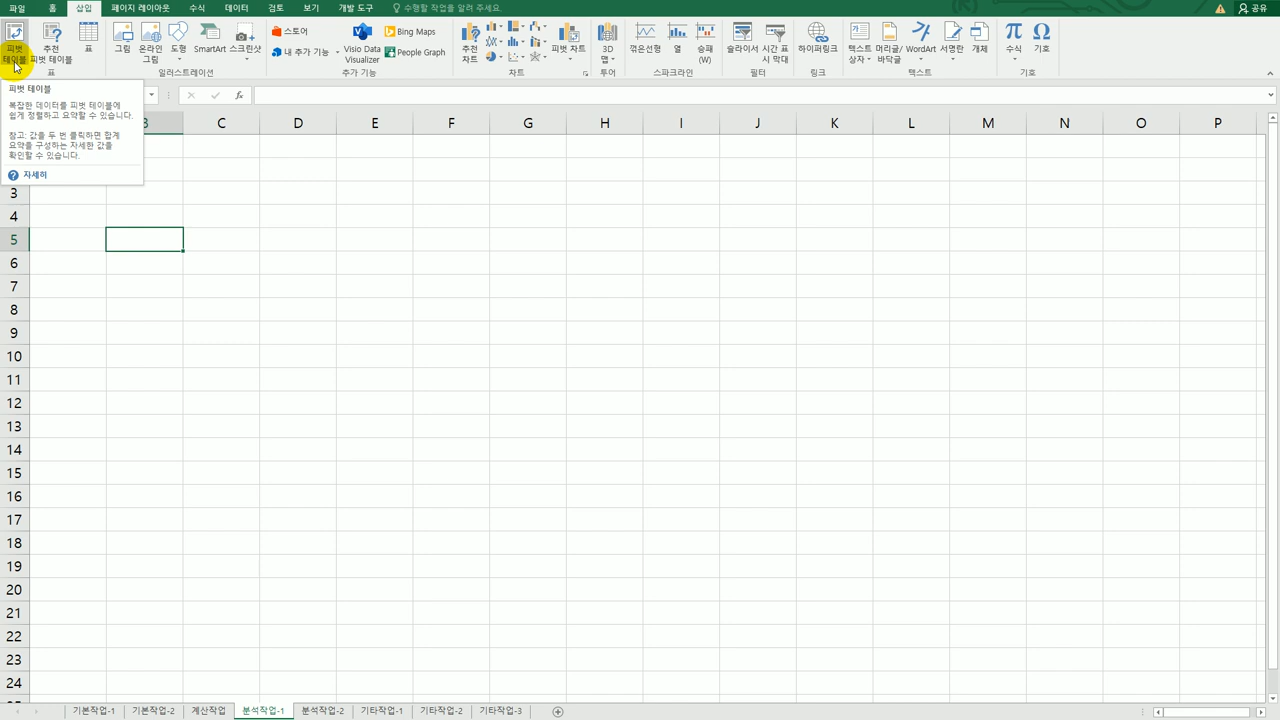 파일 홈 삽입 페이지 레이아웃 수식 데이터 검토 보기 개발 도구 수행할 작업을 알려 주세요. 공유
피벗 테이블
추천 피벗 테이블
표
그림
온라인 그림
도형
SmartArt
스크린샷
스토어
내 추가 기능
Visio Data Visualizer
Bing Maps
People Graph
추천 차트
피벗 차트
3D 맵
꺾은선형
열
승패 (W)
슬라이서
시간 표시 막대
하이퍼링크
텍스트 상자
머리글/바닥글
WordArt
서명란
개체
수식
기호
표 일러스트레이션 추가 기능 차트 투어 스파크라인 필터 링크 텍스트 기호
피벗 테이블
복잡한 데이터를 피벗 테이블에
쉽게 정렬하고 요약할 수 있습니다.
참고: 값을 두 번 클릭하면 합계
요약을 구성하는 자세한 값을
확인할 수 있습니다.
자세히
fx
B C D E F G H I J K L M N O P
3
4
5
6
7
8
9
10
11
12
13
14
15
16
17
18
19
20
21
22
23
24
기본작업-1 기본작업-2 계산작업 분석작업-1 분석작업-2 기타작업-1 기타작업-2 기타작업-3